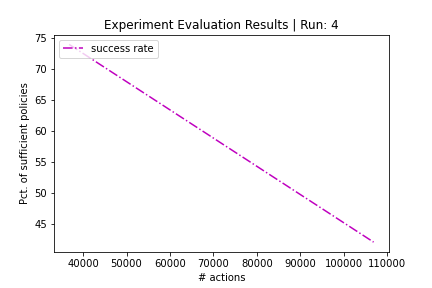 Experiment Evaluation Results | Run: 4
success rate
Pct. of sufficient policies
75
70
65
60
55
50
45
40000 50000 60000 70000 80000 90000 100000 110000
# actions